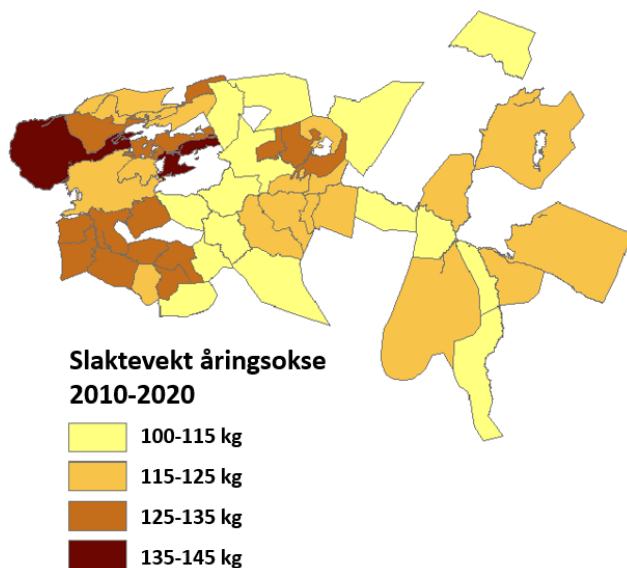 Slaktevekt åringsokse
2010-2020
100-115 kg
115-125 kg
125-135 kg
135-145 kg